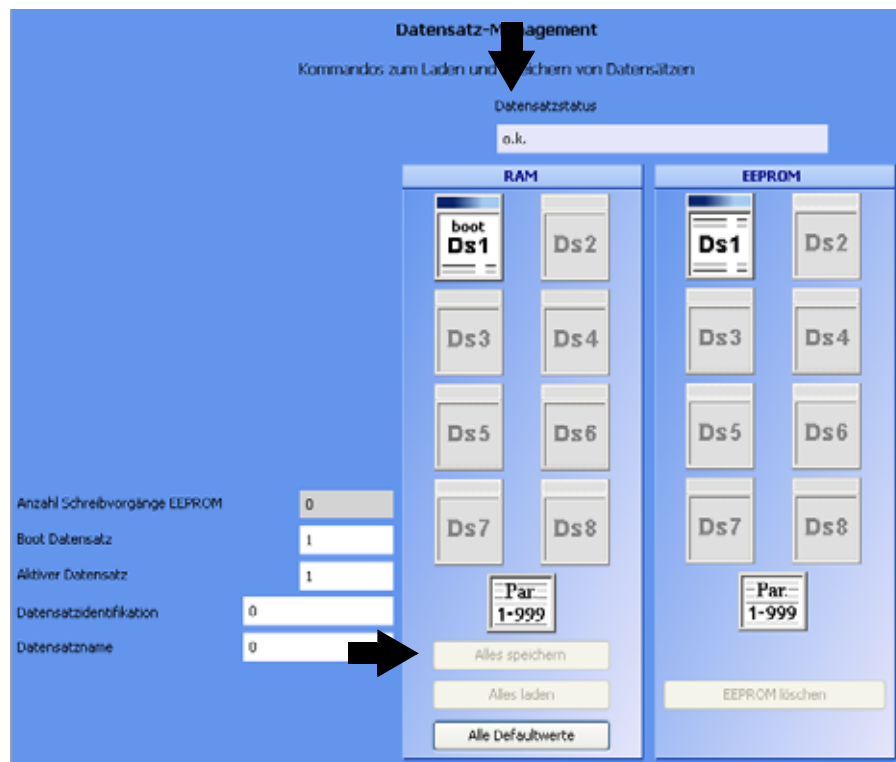 Datensatz-M agement
Kommandos zum Laden und eichern von Datensätzen
Datensatzstatus
o.k.
RAM
EEPROM
boot
Ds1
Ds2
Ds1
Ds2
Ds3
Ds4
Ds3
Ds4
Ds5
Ds6
Ds5
Ds6
Anzahl Schreibvorgänge EEPROM
0
Boot Datensatz
1
Aktiver Datensatz
1
Datensatzidentifikation
0
Datensatzname
0
Ds7
Ds8
Ds7
Ds8
Par
1-999
Par
1-999
Alles speichern
Alles laden
EEPROM löschen
Alle Defaultwerte